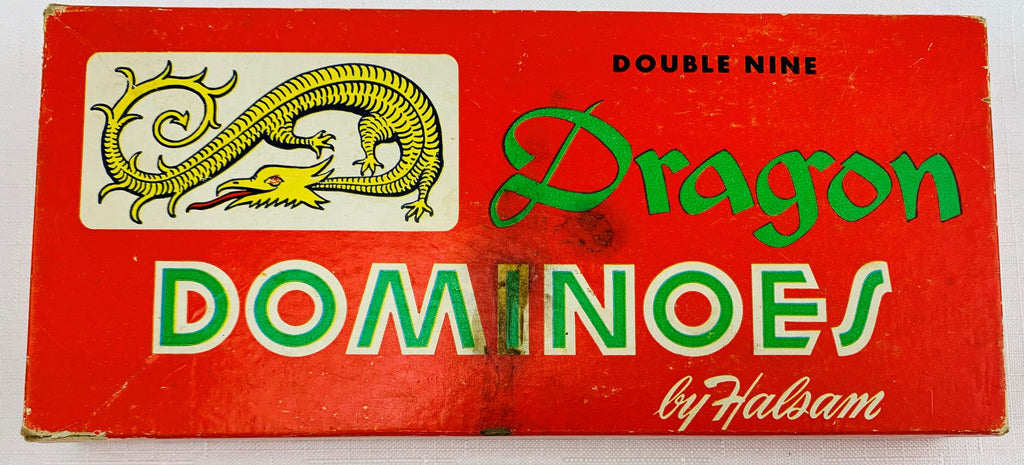 DOUBLE NINE
Dragon
DOMINOES
by Halsam